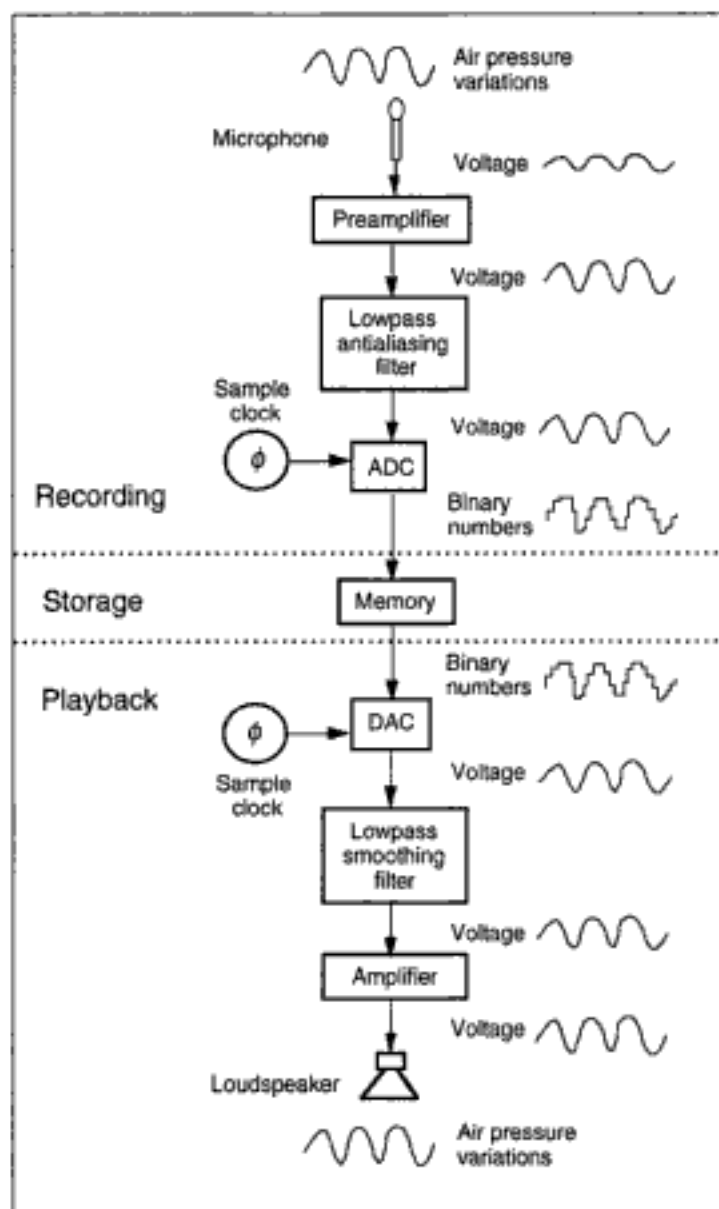 Air pressure
variations
Microphone
Voltage
Preamplifier
Voltage
Lowpass
antialiasing
filter
Sample
clock
Voltage
ϕ
ADC
Recording
Binary
numbers
Storage
Memory
Binary
numbers
Playback
ϕ
DAC
Sample
clock
Voltage
Lowpass
smoothing
filter
Voltage
Amplifier
Voltage
Loudspeaker
Air pressure
variations